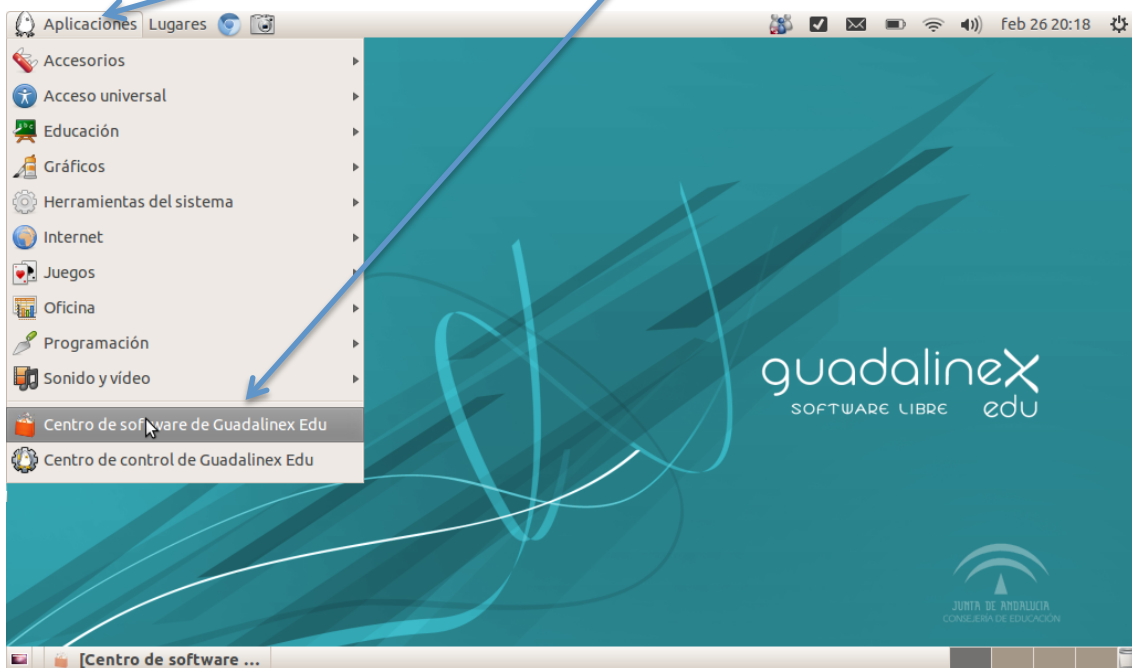 Aplicaciones Lugares feb 26 20:18
Accesorios
Acceso universal
Educación
Gráficos
Herramientas del sistema
Internet
Juegos
Oficina
Programación
Sonido y vídeo
Centro de software de Guadalinex Edu
Centro de control de Guadalinex Edu
guadalinex
SOFTWARE LIBRE edu
JUNTA DE ANDALUCIA
CONSEJERIA DE EDUCACIÓN
[Centro de software ...